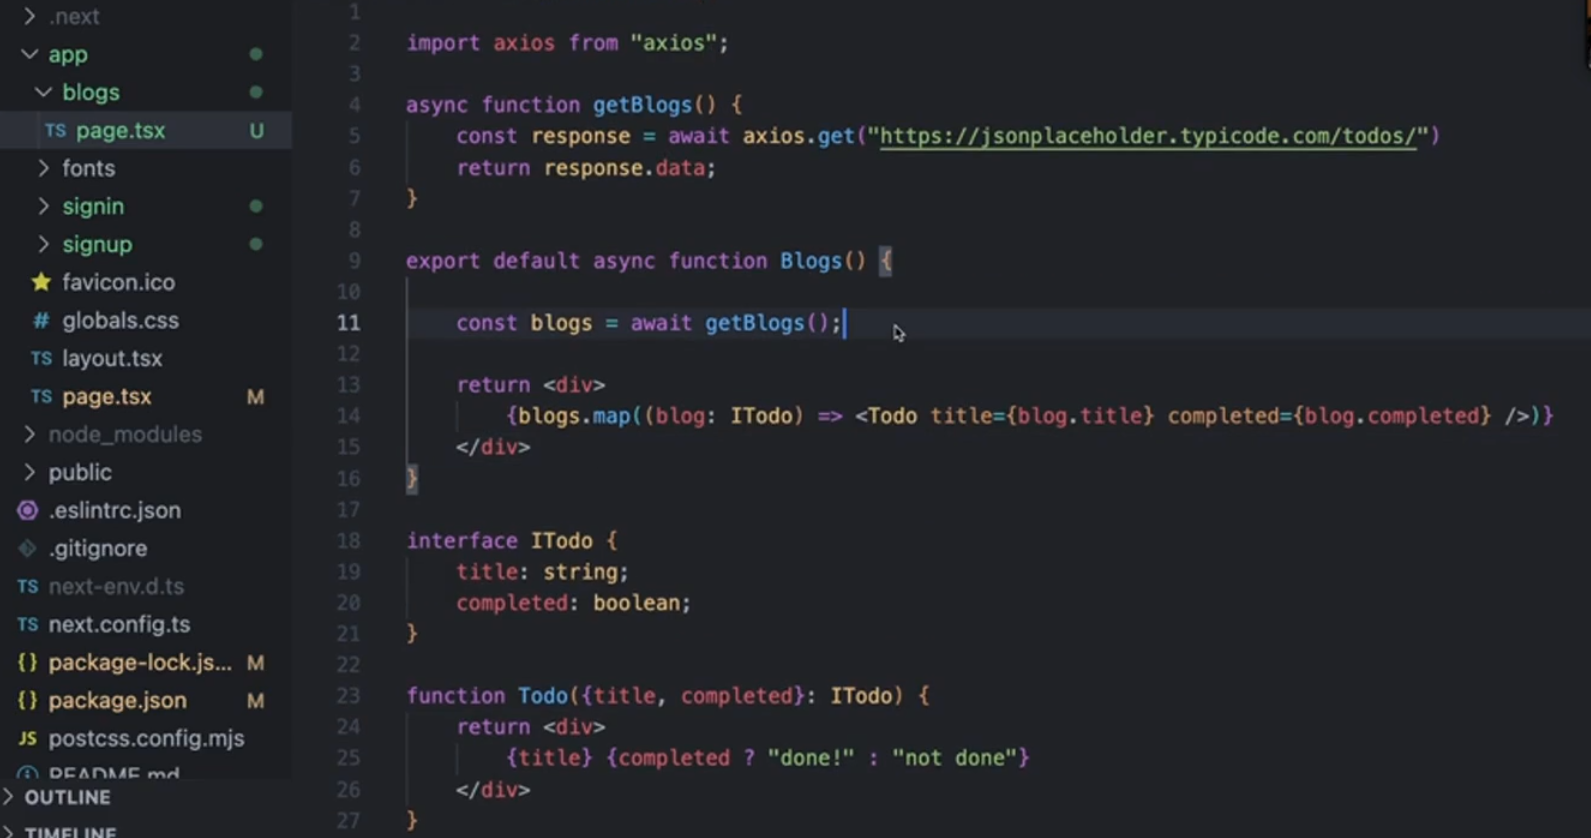 .next
app
blogs
TS page.tsx U
fonts
signin
signup
favicon.ico
# globals.css
TS layout.tsx
TS page.tsx M
node_modules
public
.eslintrc.json
.gitignore
TS next-env.d.ts
TS next.config.ts
{} package-lock.js... M
{} package.json M
JS postcss.config.mjs
README.md
OUTLINE
TIMELINE
1
2 import axios from "axios";
3
4 async function getBlogs() {
5 const response = await axios.get("https://jsonplaceholder.typicode.com/todos/")
6 return response.data;
7 }
8
9 export default async function Blogs() {
10
11 const blogs = await getBlogs();
12
13 return <div>
14 {blogs.map((blog: ITodo) => <Todo title={blog.title} completed={blog.completed} />)}
15 </div>
16 }
17
18 interface ITodo {
19 title: string;
20 completed: boolean;
21 }
22
23 function Todo({title, completed}: ITodo) {
24 return <div>
25 {title} {completed ? "done!" : "not done"}
26 </div>
27 }